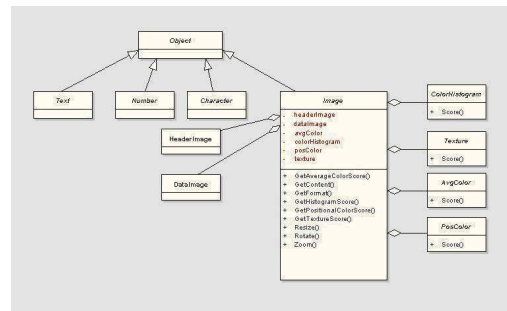 Object
Text
Number
Character
Image
- headerImage
- dataImage
- avgColor
- colorHistogram
- posColor
- texture
+ GetAverageColorScore()
+ GetContent()
+ GetFormat()
+ GetHistogramScore()
+ GetPositionalColorScore()
+ GetTextureScore()
+ Resize()
+ Rotate()
+ Zoom()
HeaderImage
DataImage
ColorHistogram
+ Score()
Texture
+ Score()
AvgColor
+ Score()
PosColor
+ Score()